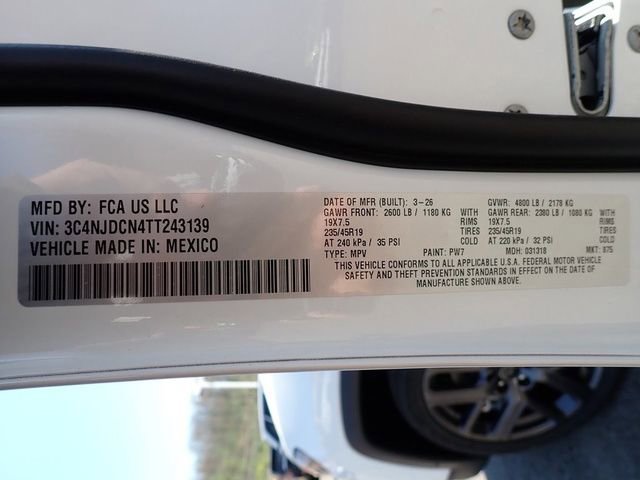 MFD BY: FCA US LLC
VIN: 3C4NJDCN4TT243139
VEHICLE MADE IN: MEXICO
DATE OF MFR (BUILT): 3-26 GVWR: 4800 LB / 2178 KG
GAWR FRONT: 2600 LB / 1180 KG WITH GAWR REAR: 2380 LB / 1080 KG WITH
19X7.5 RIMS 19X7.5 TIRES
235/45R19 TIRES 235/45R19 RIMS
AT 240 kPa / 35 PSI COLD AT 220 kPa / 32 PSI COLD
TYPE: MPV PAINT: PW7 MDH: 031318 MKT: 875
THIS VEHICLE CONFORMS TO ALL APPLICABLE U.S.A. FEDERAL MOTOR VEHICLE
SAFETY AND THEFT PREVENTION STANDARDS IN EFFECT ON THE DATE OF
MANUFACTURE SHOWN ABOVE.